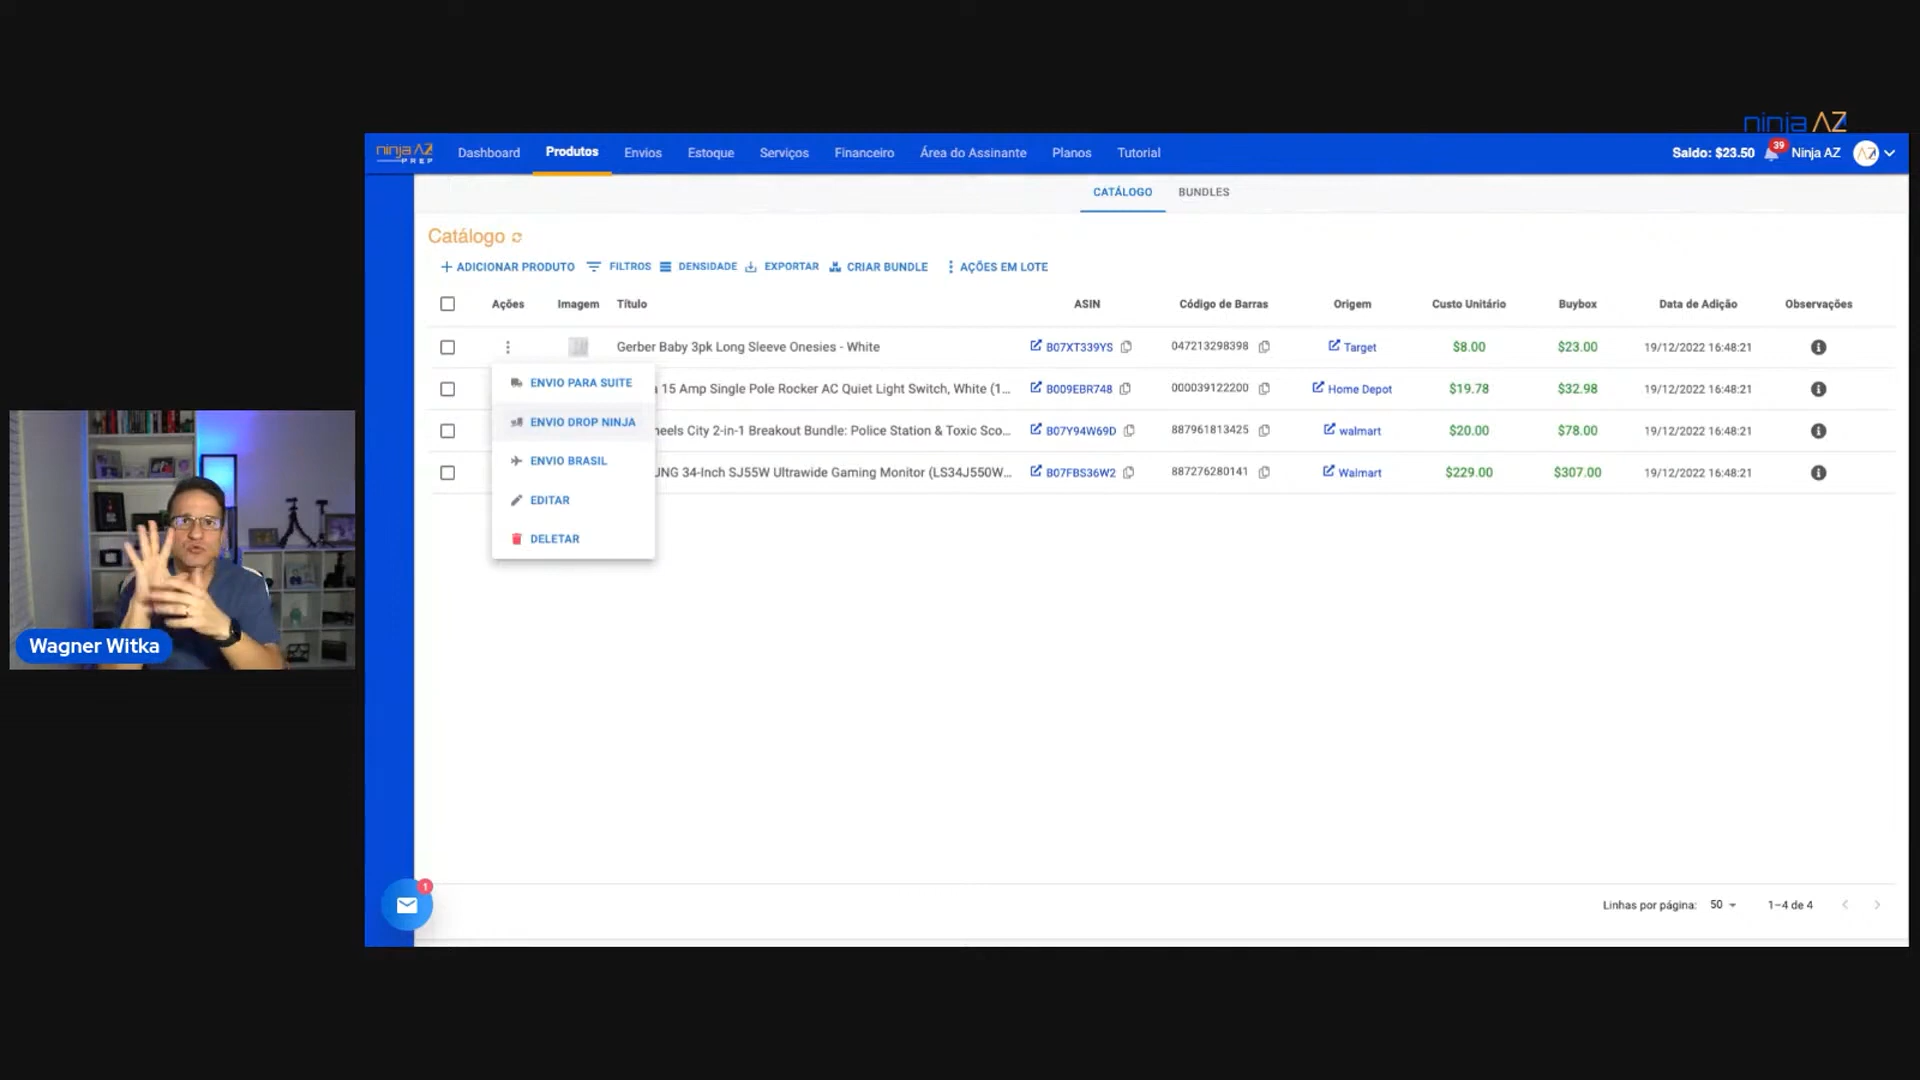 ninja AZ
ninja AZ PREP Dashboard Produtos Envios Estoque Serviços Financeiro Área do Assinante Planos Tutorial Saldo: $23.50 39 Ninja AZ AZ
CATÁLOGO BUNDLES
Catálogo
ADICIONAR PRODUTO FILTROS DENSIDADE EXPORTAR CRIAR BUNDLE AÇÕES EM LOTE
Ações Imagem Título ASIN Código de Barras Origem Custo Unitário Buybox Data de Adição Observações
Gerber Baby 3pk Long Sleeve Onesies - White B07XT339YS 047213298398 Target $8.00 $23.00 19/12/2022 16:48:21
15 Amp Single Pole Rocker AC Quiet Light Switch, White (1... B009EBR748 000039122200 Home Depot $19.78 $32.98 19/12/2022 16:48:21
City 2-in-1 Breakout Bundle: Police Station & Toxic Sco... B07Y94W69D 887961813425 walmart $20.00 $78.00 19/12/2022 16:48:21
34-Inch SJ55W Ultrawide Gaming Monitor (LS34J550W... B07FBS36W2 887276280141 Walmart $229.00 $307.00 19/12/2022 16:48:21
ENVIO PARA SUITE
ENVIO DROP NINJA
ENVIO BRASIL
EDITAR
DELETAR
Wagner Witka
1
Linhas por página: 50 1–4 de 4